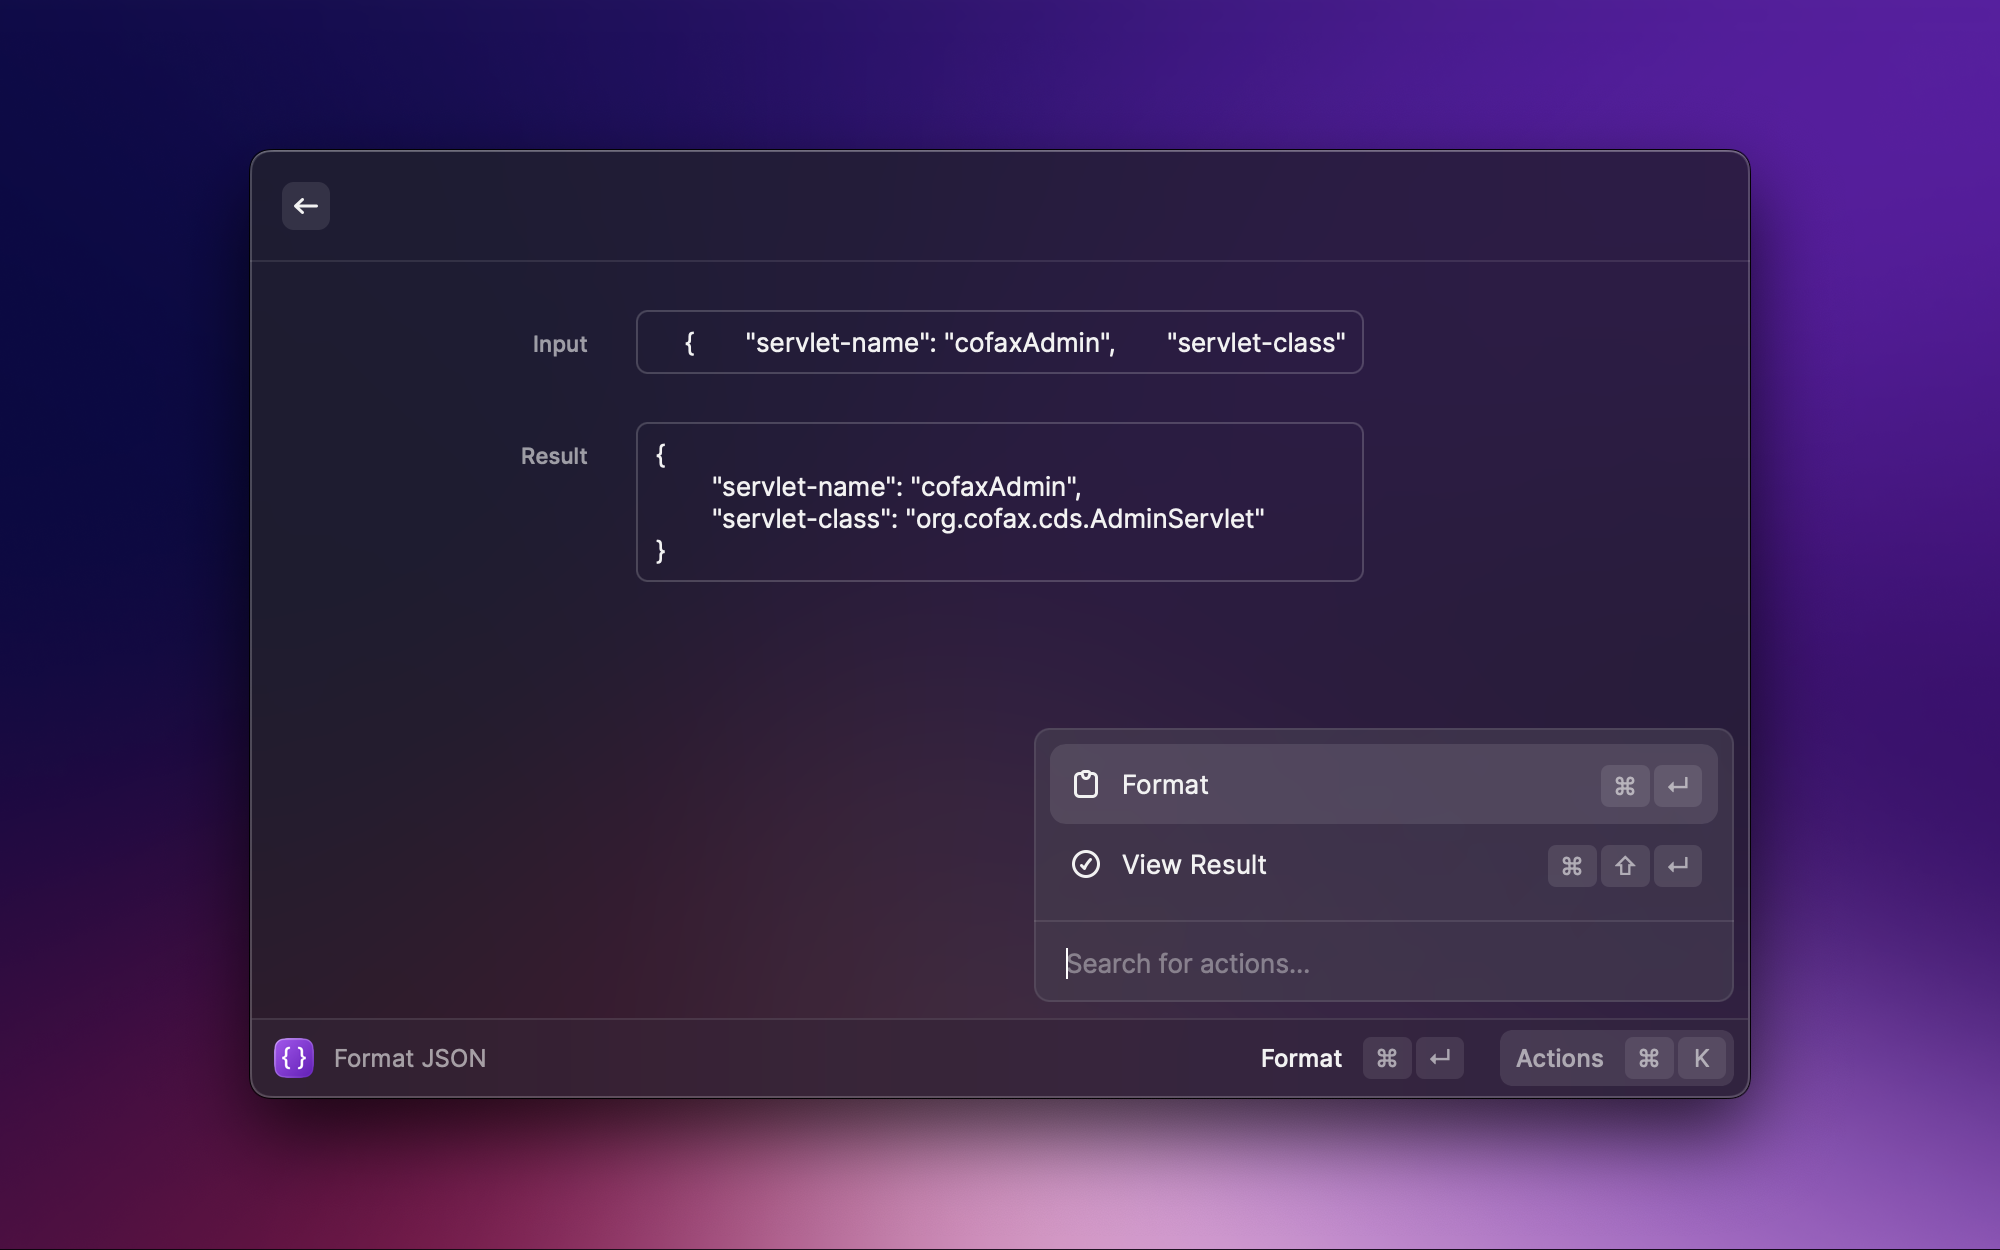 Input
{ "servlet-name": "cofaxAdmin", "servlet-class"
Result
{
"servlet-name": "cofaxAdmin",
"servlet-class": "org.cofax.cds.AdminServlet"
}
Format ⌘ ↵
View Result ⌘ ⇧ ↵
Search for actions...
{ } Format JSON
Format ⌘ ↵
Actions ⌘ K